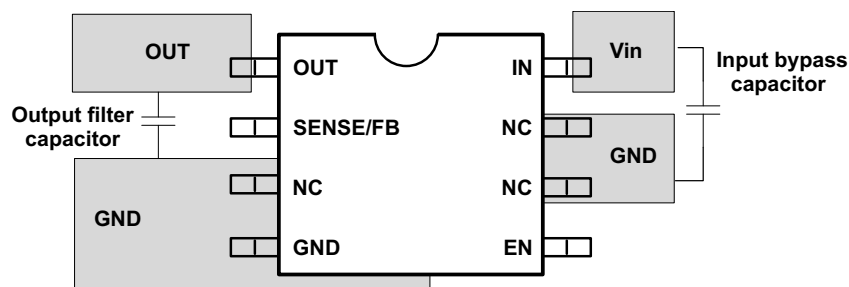 OUT
Vin
Input bypass
capacitor
OUT
IN
Output filter
capacitor
SENSE/FB
NC
GND
NC
NC
GND
GND
EN